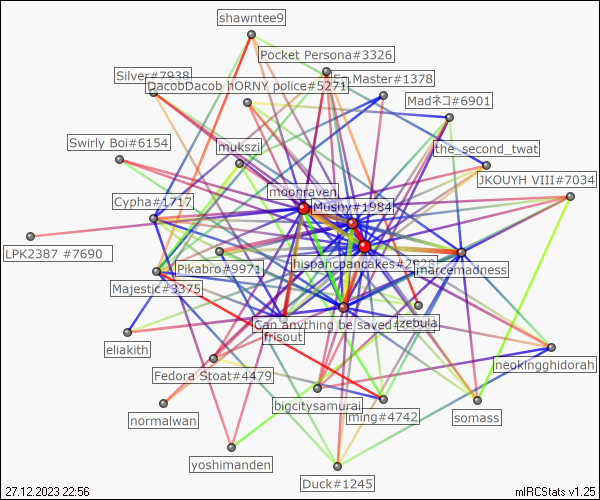 shawntee9
Pocket Persona#3326
Silver#7938
En Master#1378
DacobDacob hORNY police#5271
Madネコ#6901
Swirly Boi#6154
mukszi
the_second_twat
JKOUYH VIII#7034
moonraven
Mushy#1984
Cypha#1717
LPK2387 #7690
hispancpancakes#2028
Pikabro#9971
marcemadness
Majestic#3375
Can anything be saved
zebula
frisout
eliakith
Fedora Stoat#4479
neokingghidorah
bigcitysamurai
ming#4742
somass
normalwan
yoshimanden
Duck#1245
27.12.2023 22:56
mIRCStats v1.25